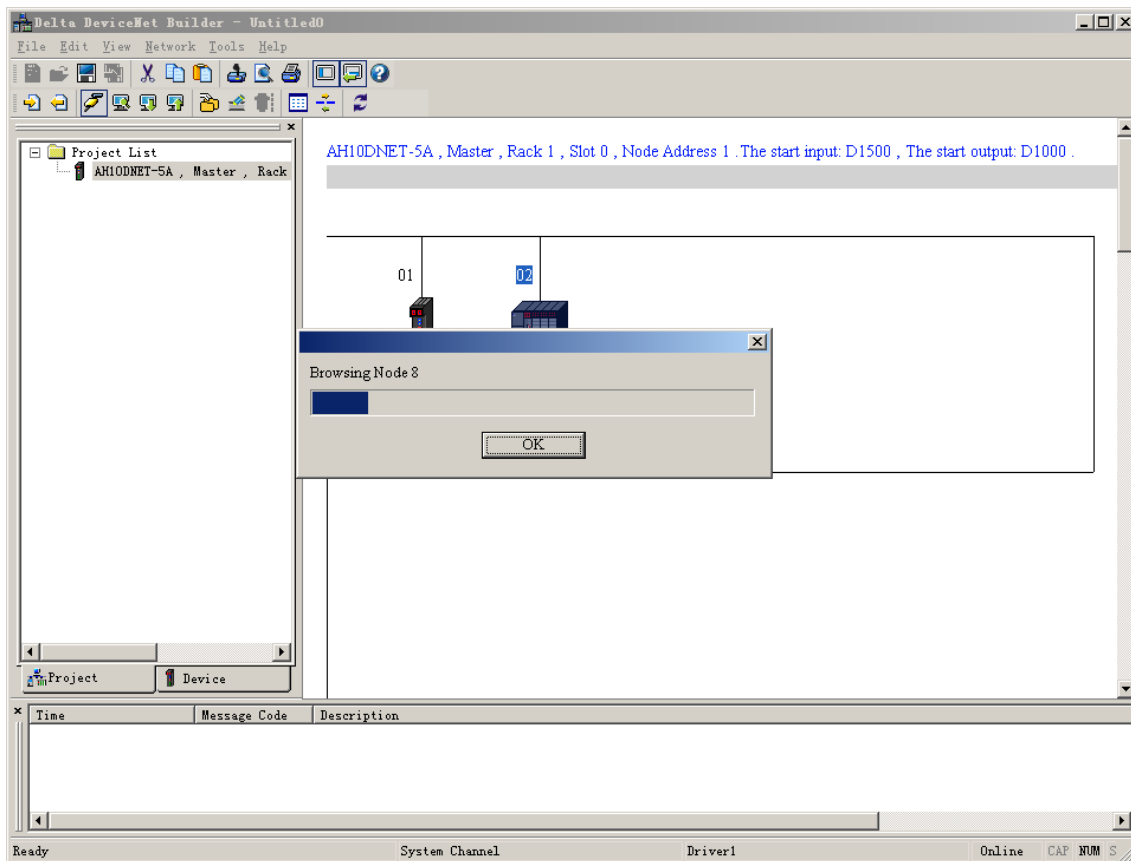 Delta DeviceNet Builder - Untitled0
File Edit View Network Tools Help
Project List
AH10DNET-5A , Master , Rack
AH10DNET-5A , Master , Rack 1 , Slot 0 , Node Address 1 .The start input: D1500 , The start output: D1000 .
01 02
Browsing Node 8
OK
Project Device
Time Message Code Description
Ready System Channel Driver1 Online CAP NUM S